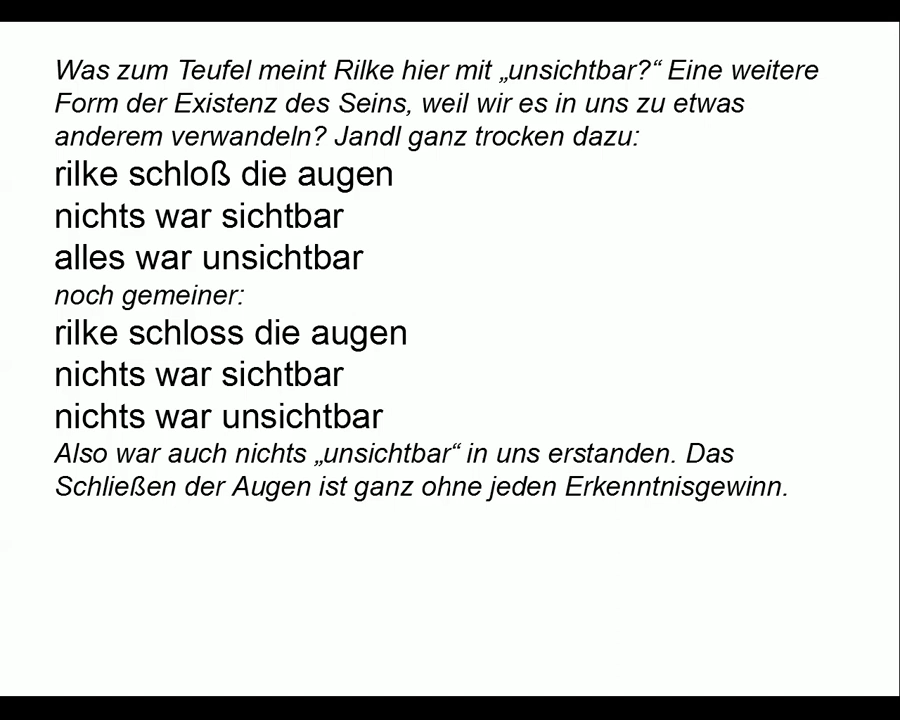 Was zum Teufel meint Rilke hier mit „unsichtbar?“ Eine weitere
Form der Existenz des Seins, weil wir es in uns zu etwas
anderem verwandeln? Jandl ganz trocken dazu:
rilke schloß die augen
nichts war sichtbar
alles war unsichtbar
noch gemeiner:
rilke schloss die augen
nichts war sichtbar
nichts war unsichtbar
Also war auch nichts „unsichtbar“ in uns erstanden. Das
Schließen der Augen ist ganz ohne jeden Erkenntnisgewinn.